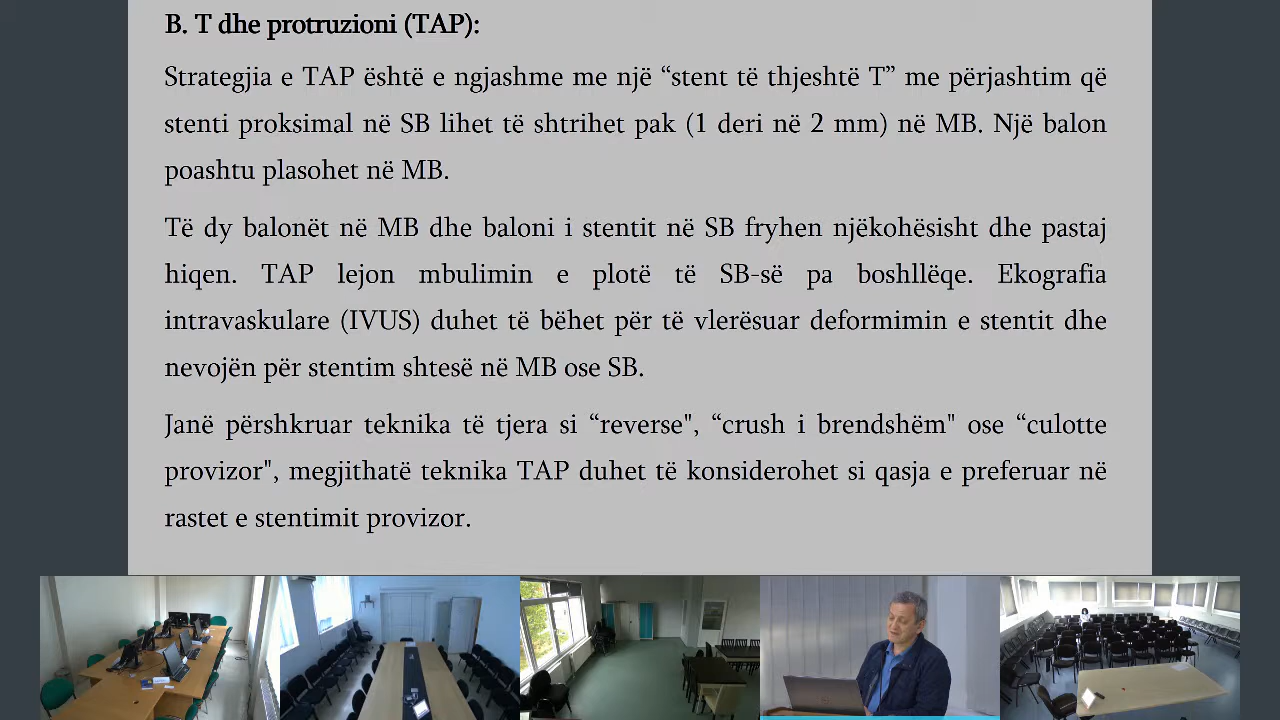 B. T dhe protruzioni (TAP):
Strategjia e TAP është e ngjashme me një “stent të thjeshtë T” me përjashtim që
stenti proksimal në SB lihet të shtrihet pak (1 deri në 2 mm) në MB. Një balon
poashtu plasohet në MB.
Të dy balonët në MB dhe baloni i stentit në SB fryhen njëkohësisht dhe pastaj
hiqen. TAP lejon mbulimin e plotë të SB-së pa boshllëqe. Ekografia
intravaskulare (IVUS) duhet të bëhet për të vlerësuar deformimin e stentit dhe
nevojën për stentim shtesë në MB ose SB.
Janë përshkruar teknika të tjera si “reverse", “crush i brendshëm" ose “culotte
provizor", megjithatë teknika TAP duhet të konsiderohet si qasja e preferuar në
rastet e stentimit provizor.